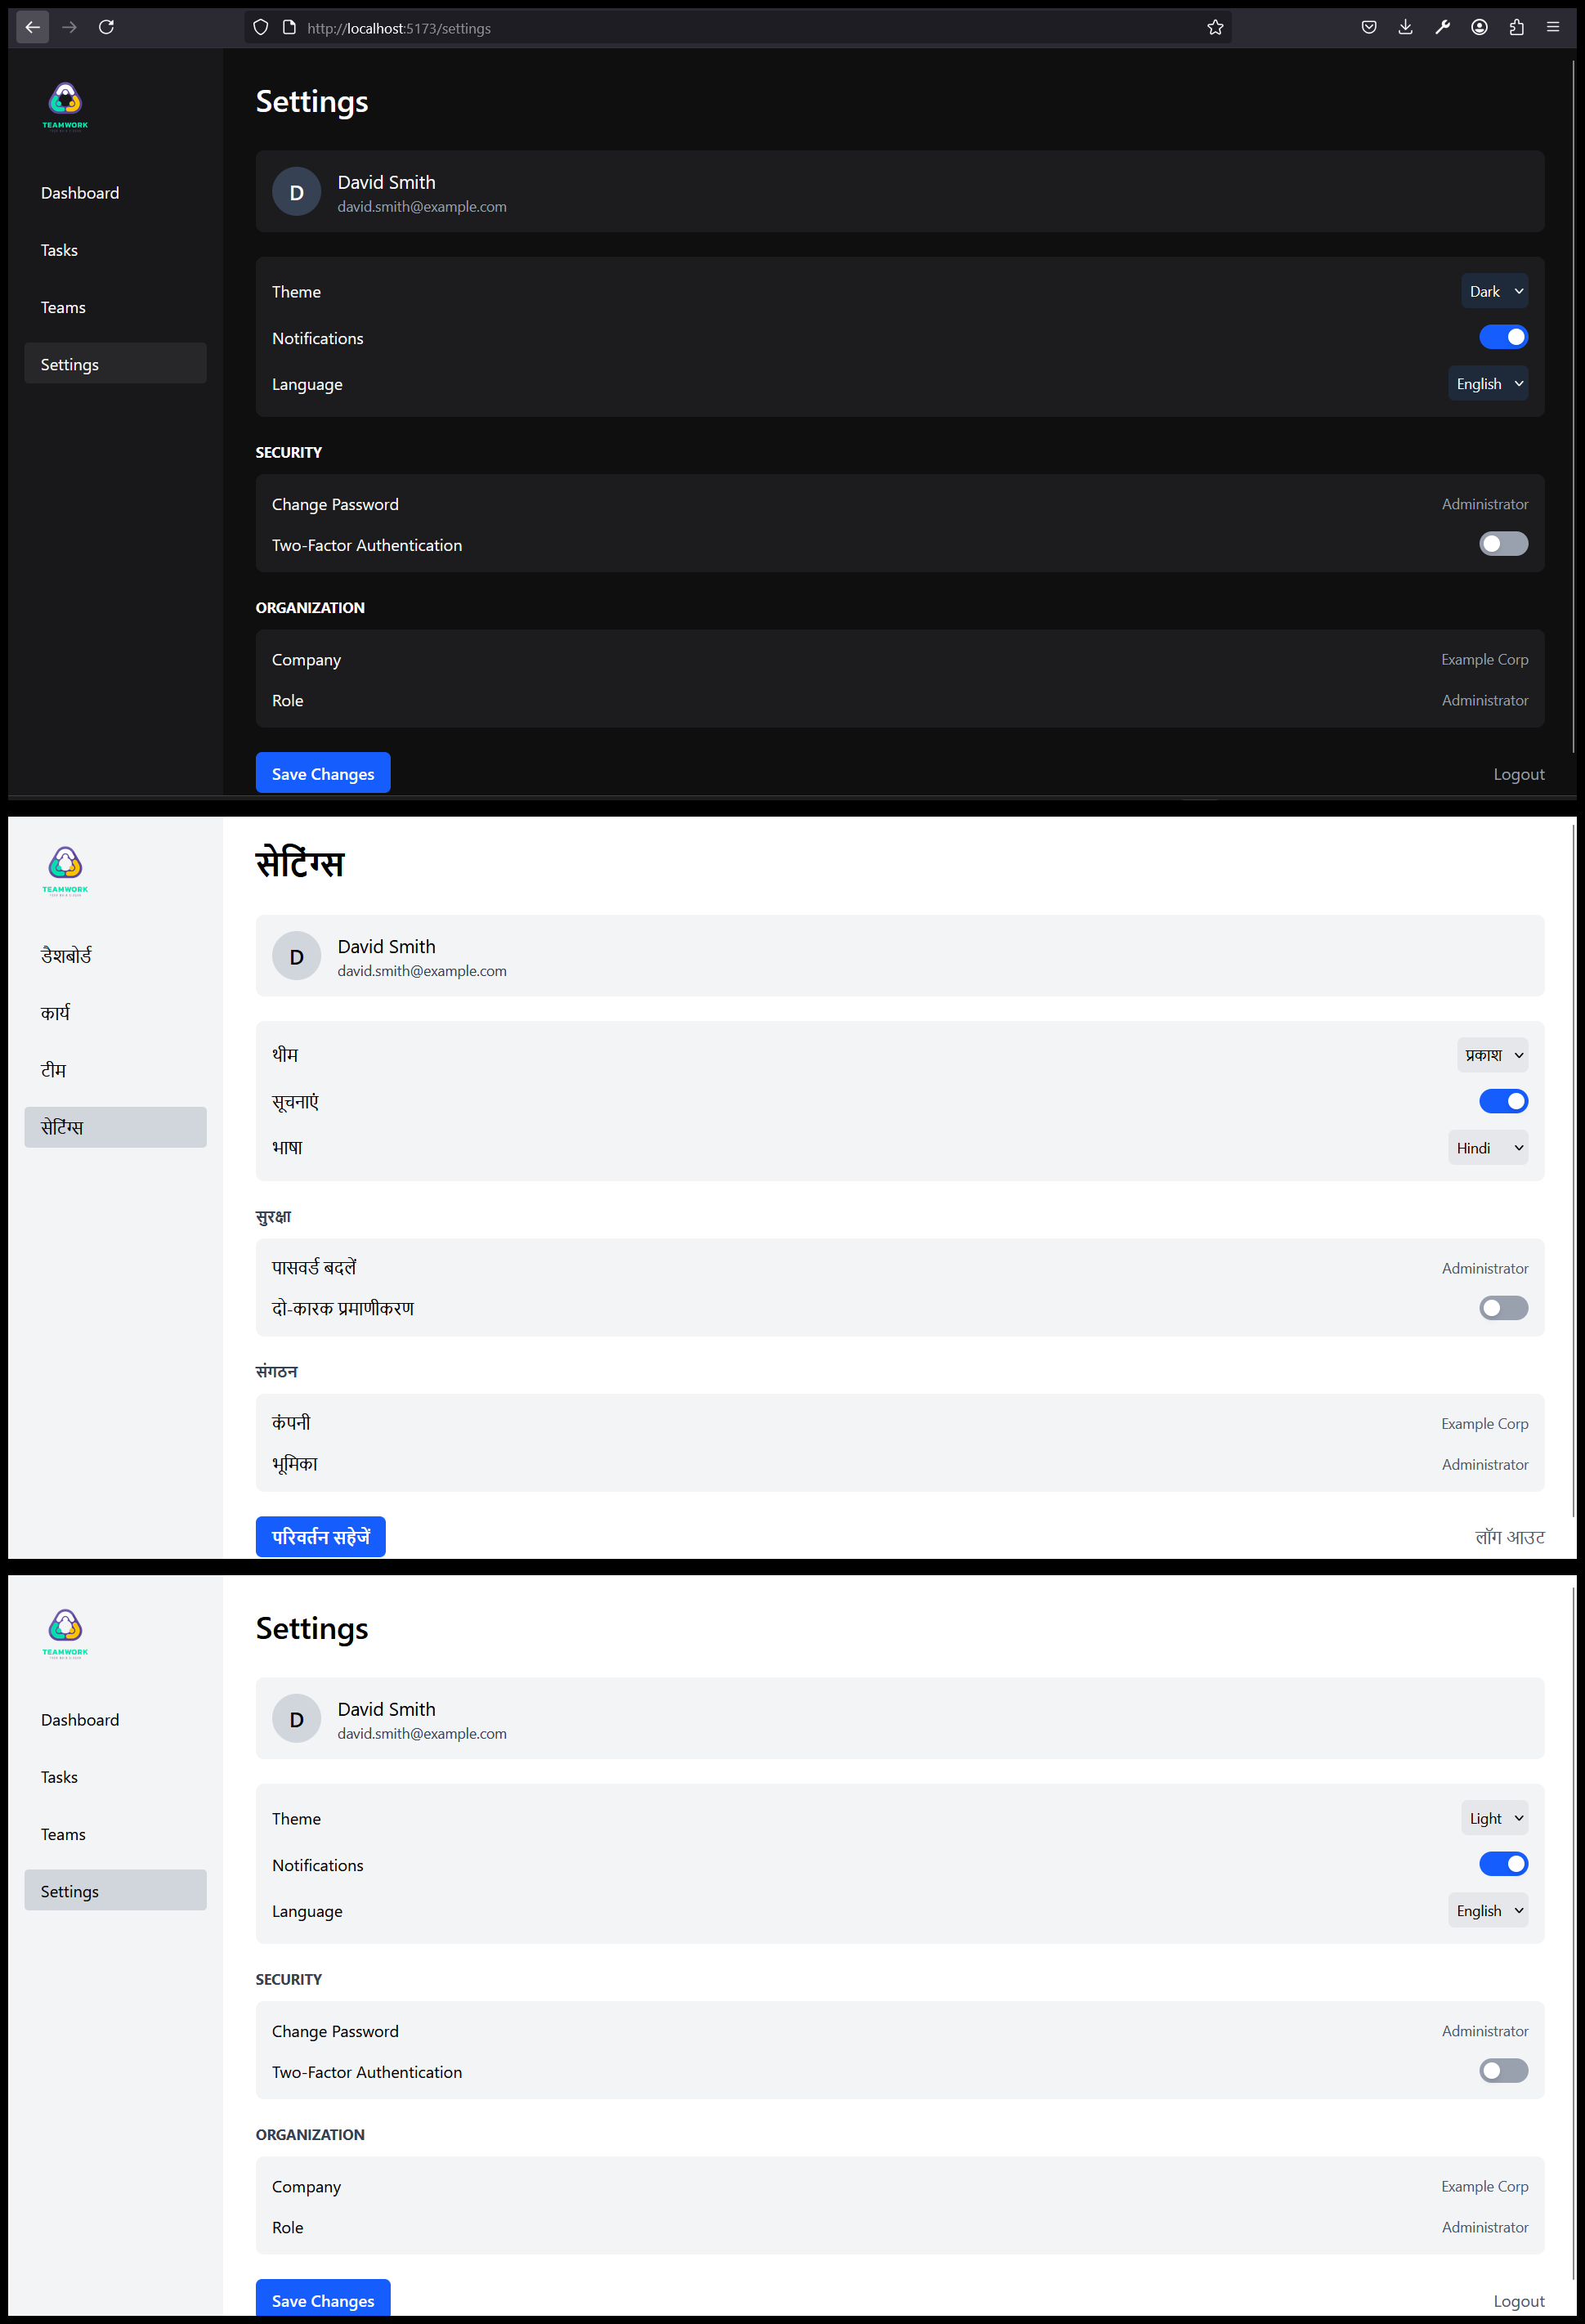 http://localhost:5173/settings
TEAMWORK
Dashboard
Tasks
Teams
Settings
Settings
D
David Smith
david.smith@example.com
Theme
Dark
Notifications
Language
English
SECURITY
Change Password
Administrator
Two-Factor Authentication
ORGANIZATION
Company
Example Corp
Role
Administrator
Save Changes
Logout
TEAMWORK
डैशबोर्ड
कार्य
टीम
सेटिंग्स
सेटिंग्स
D
David Smith
david.smith@example.com
थीम
प्रकाश
सूचनाएं
भाषा
Hindi
सुरक्षा
पासवर्ड बदलें
Administrator
दो-कारक प्रमाणीकरण
संगठन
कंपनी
Example Corp
भूमिका
Administrator
परिवर्तन सहेजें
लॉग आउट
TEAMWORK
Dashboard
Tasks
Teams
Settings
Settings
D
David Smith
david.smith@example.com
Theme
Light
Notifications
Language
English
SECURITY
Change Password
Administrator
Two-Factor Authentication
ORGANIZATION
Company
Example Corp
Role
Administrator
Save Changes
Logout